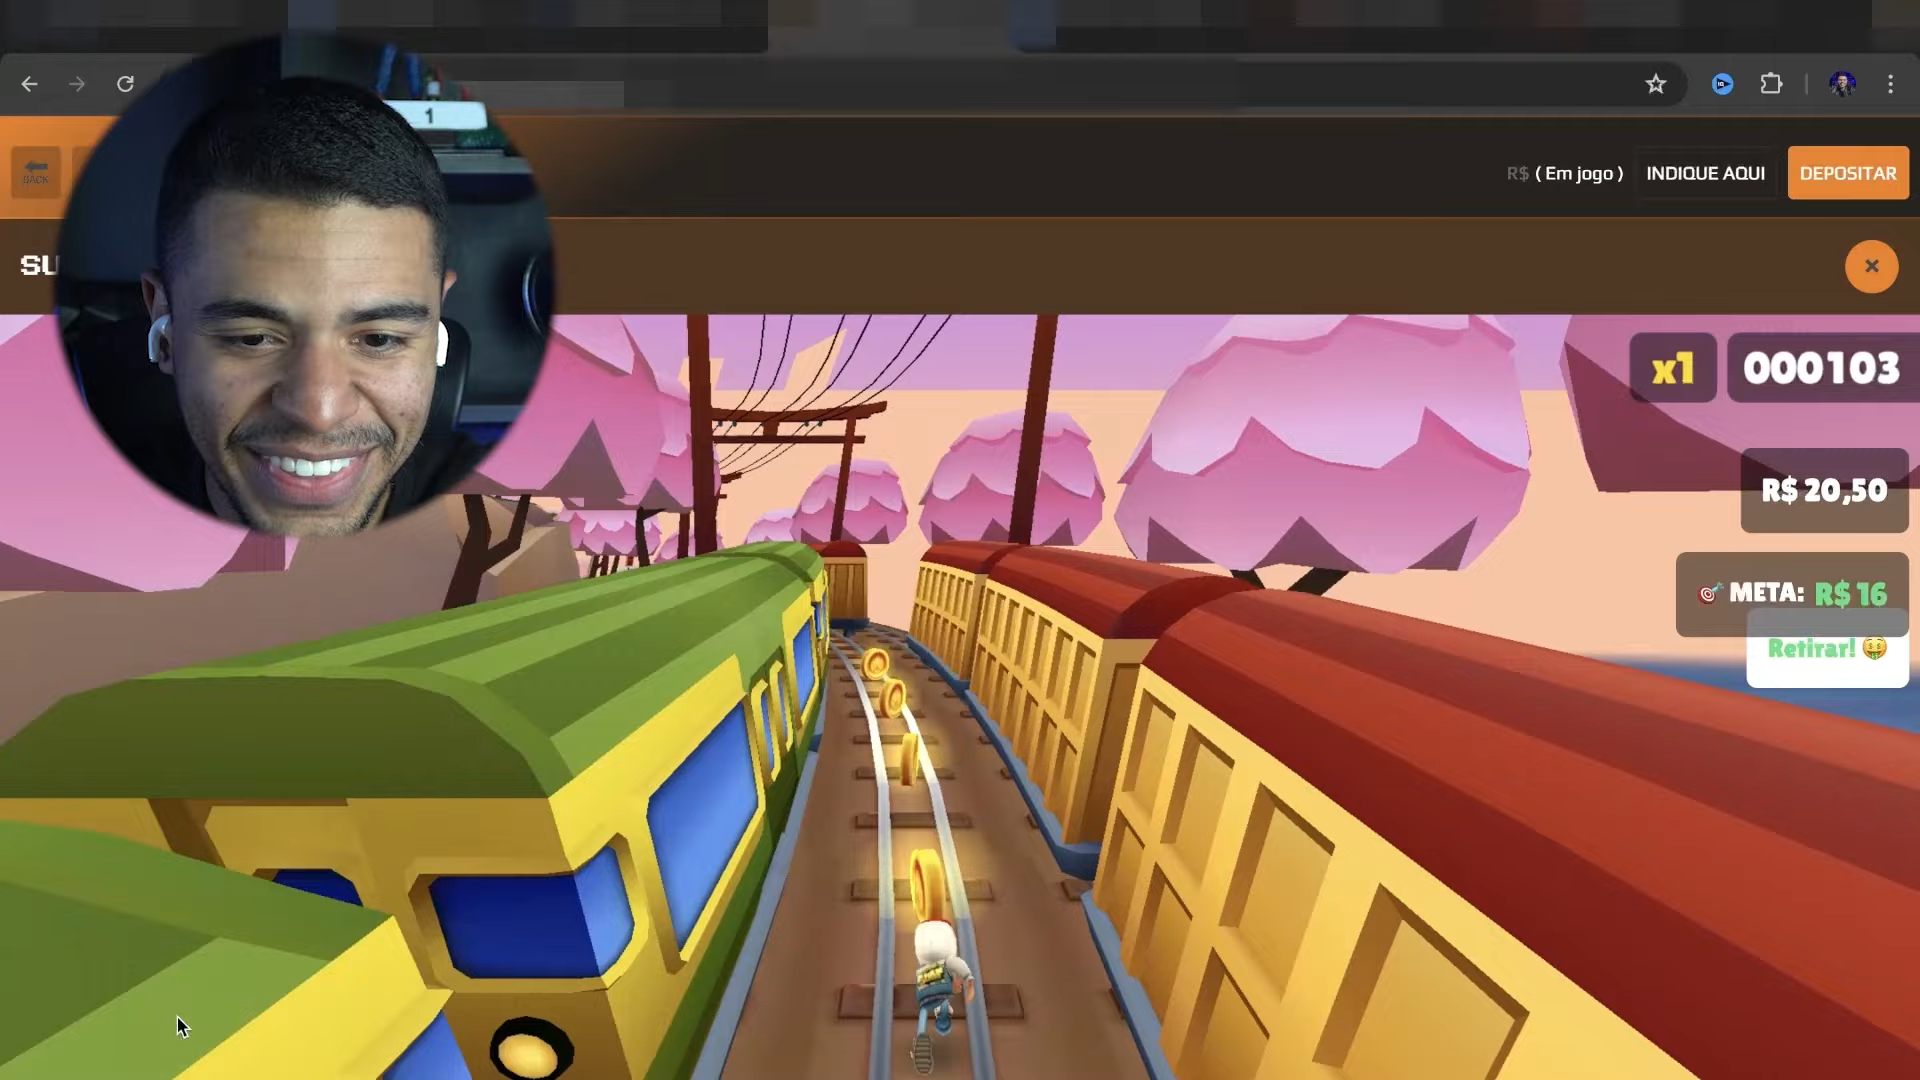 1
BACK
R$ ( Em jogo )
INDIQUE AQUI
DEPOSITAR
SU
x1
000103
R$ 20,50
META: R$ 16
Retirar!